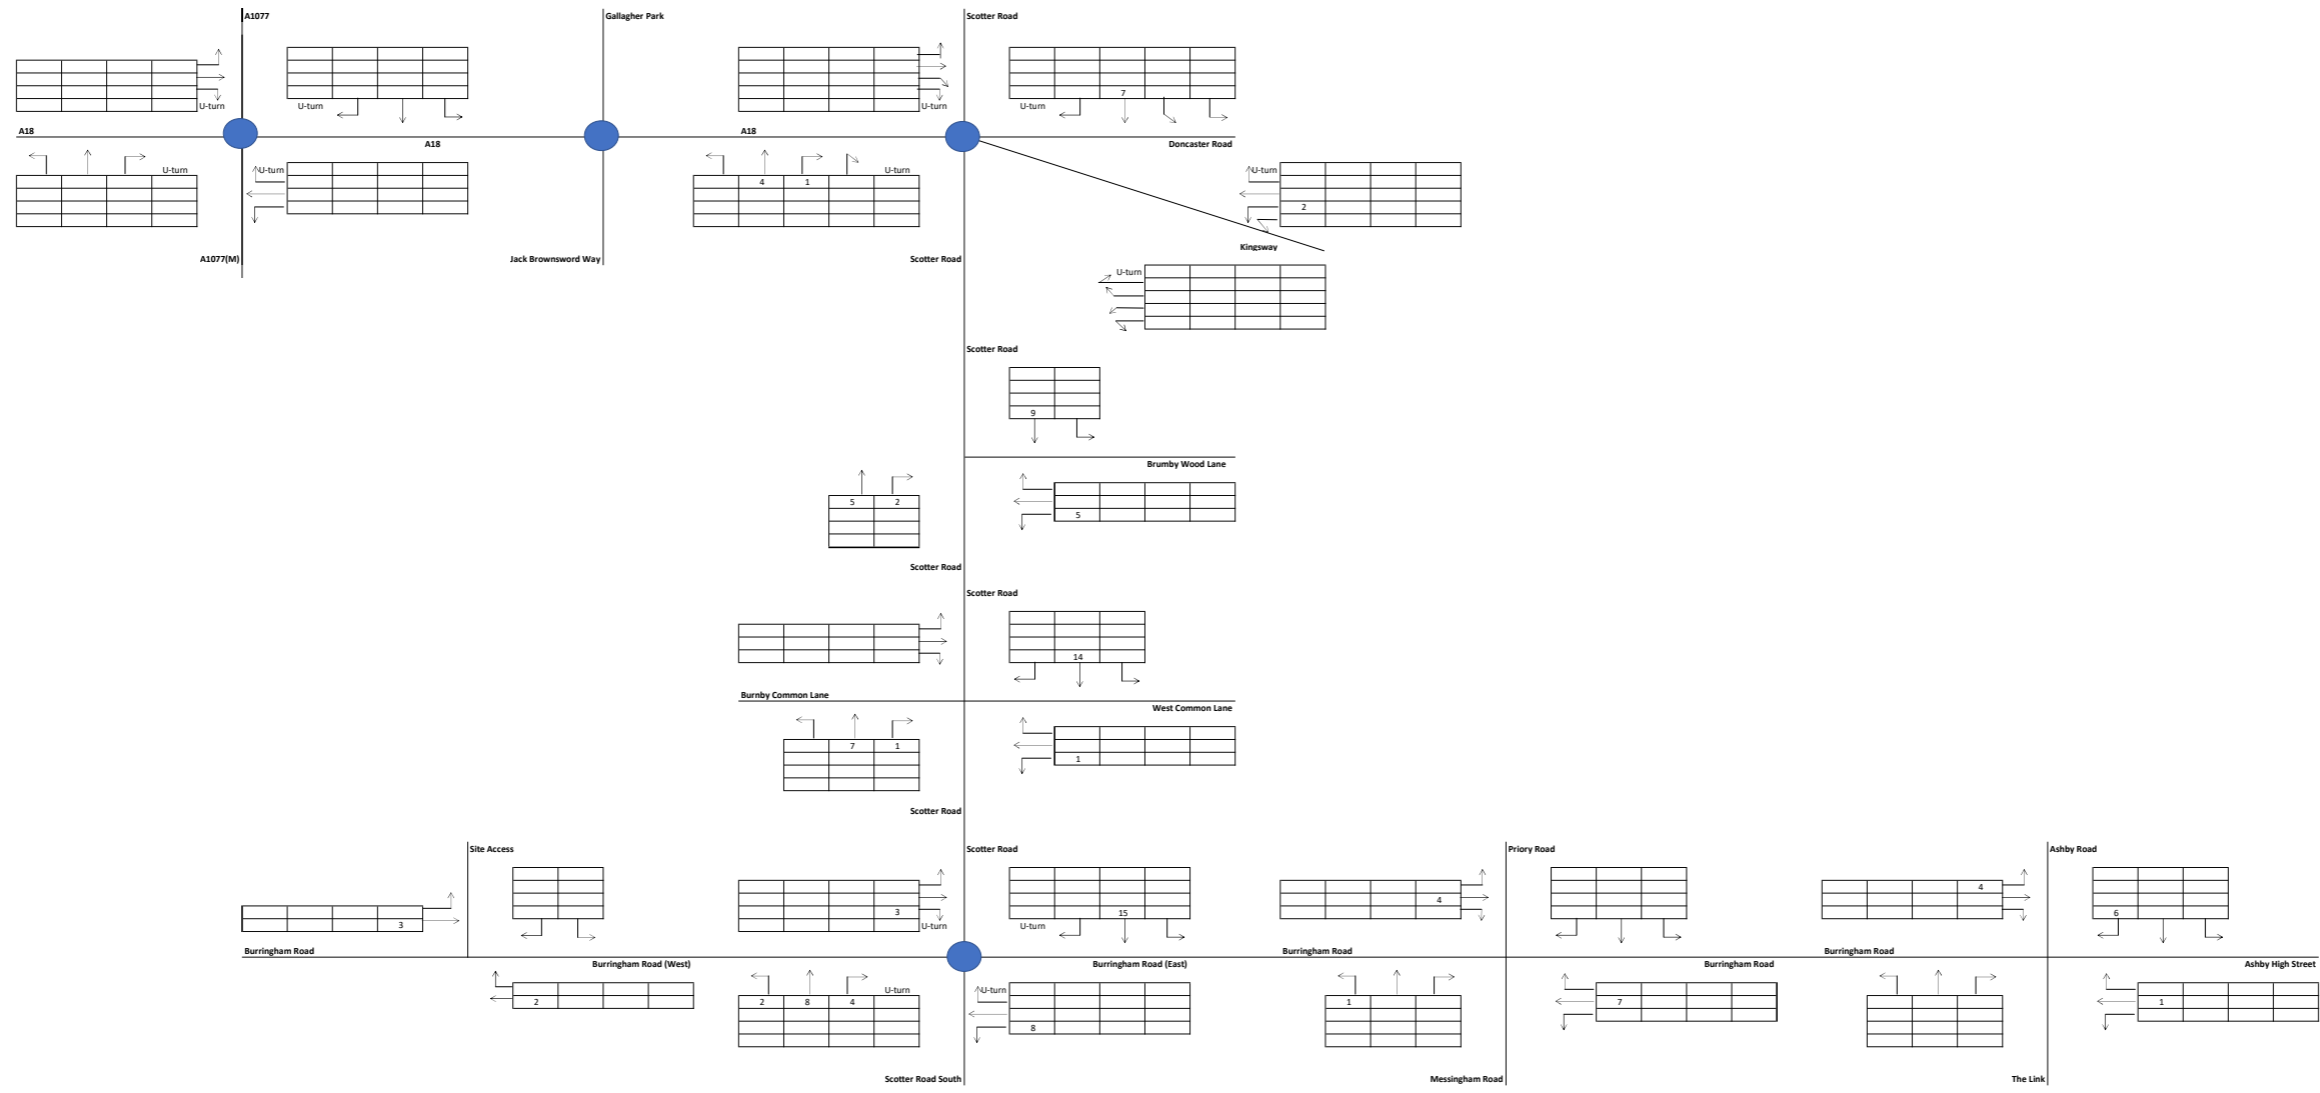 A1077
Gallagher Park
Scotter Road
U-turn
U-turn
U-turn
7
U-turn
A18
A18
A18
Doncaster Road
U-turn
U-turn
U-turn
4 1
U-turn
2
A1077(M)
Jack Brownsword Way
Scotter Road
Kingsway
U-turn
Scotter Road
9
Brumby Wood Lane
5 2
5
Scotter Road
Scotter Road
14
Burnby Common Lane
West Common Lane
7 1
1
Scotter Road
Site Access
Scotter Road
Priory Road
Ashby Road
3
3
U-turn
15
U-turn
4
4
6
Burringham Road
Burringham Road (West)
Burringham Road (East)
Burringham Road
Burringham Road
Burringham Road
Ashby High Street
2
U-turn
2 8 4
U-turn
8
1
7
1
Scotter Road South
Messingham Road
The Link